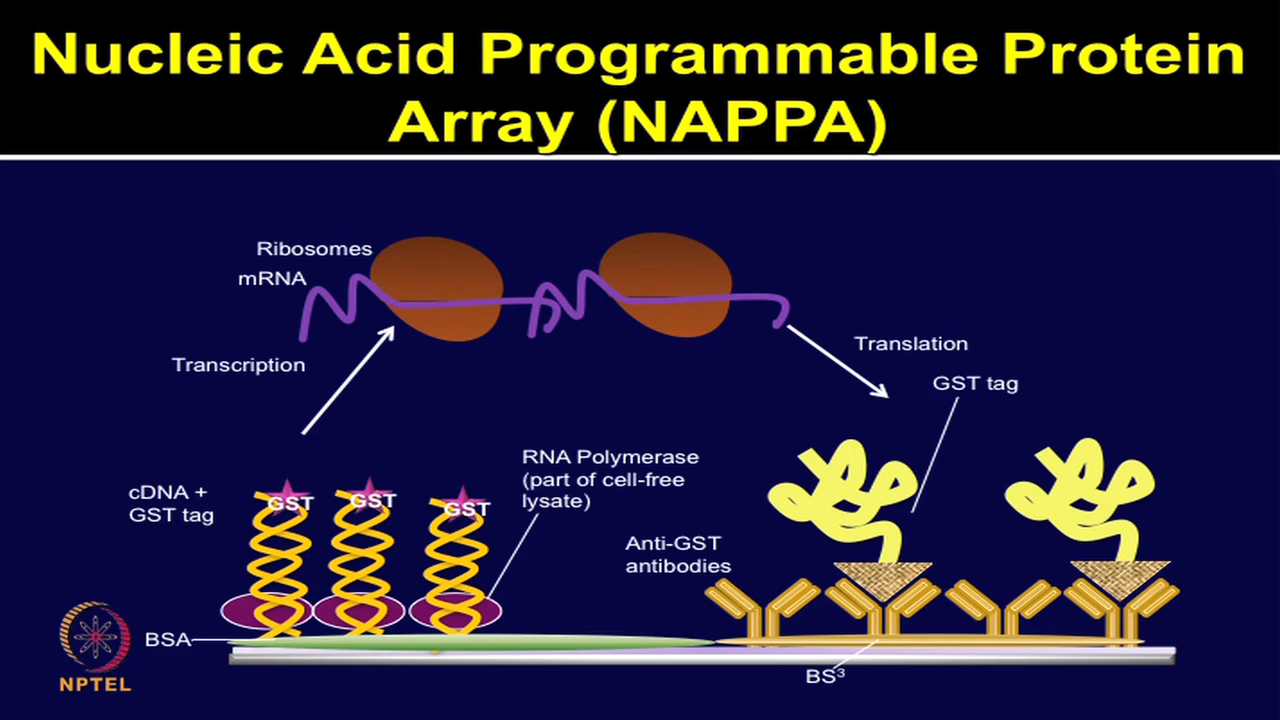 Nucleic Acid Programmable Protein
Array (NAPPA)
Ribosomes
mRNA
Transcription
Translation
GST tag
RNA Polymerase
(part of cell-free
lysate)
cDNA +
GST tag
GST
GST
GST
Anti-GST
antibodies
BSA
BS³
NPTEL